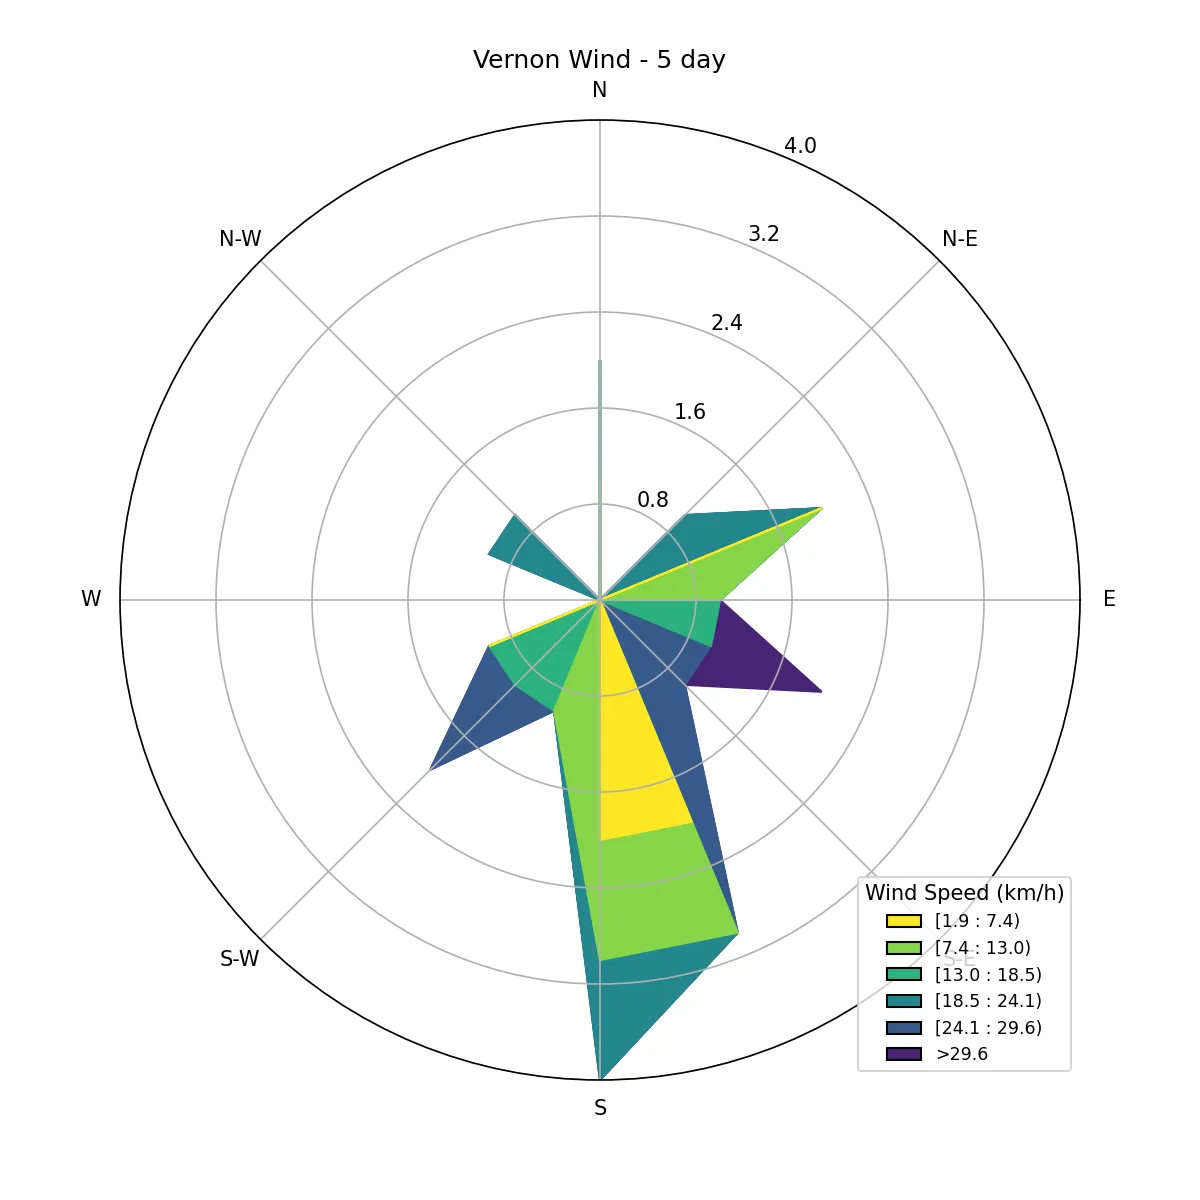 Vernon Wind - 5 day
N
4.0
N-W
3.2
N-E
2.4
1.6
0.8
W
E
Wind Speed (km/h)
[1.9 : 7.4)
[7.4 : 13.0)
S-W
S-E
[13.0 : 18.5)
[18.5 : 24.1)
[24.1 : 29.6)
>29.6
S